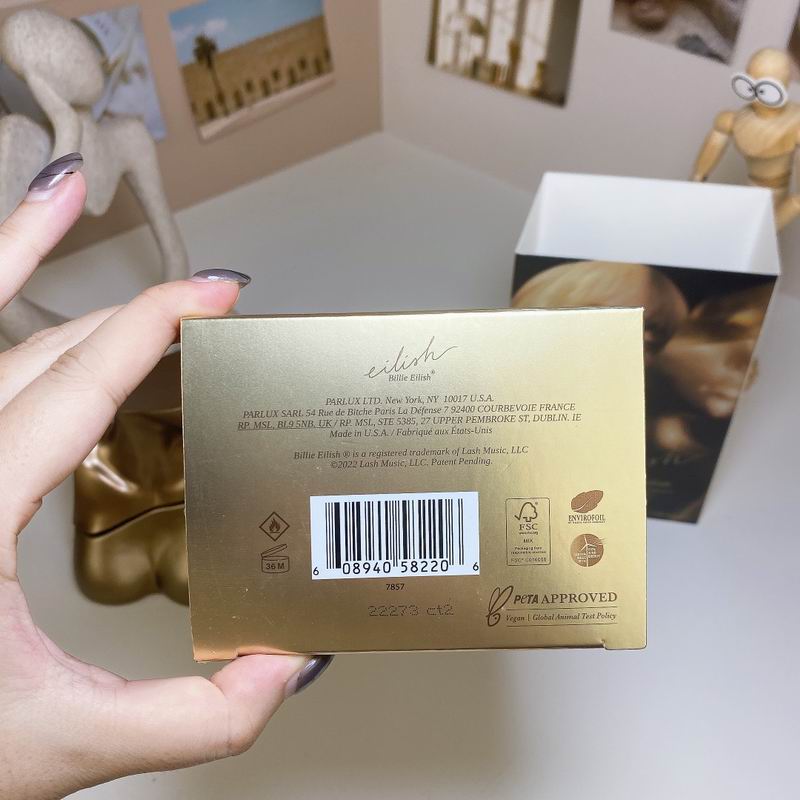 eilish
Billie Eilish®
PARLUX LTD. New York, NY 10017 U.S.A.
PARLUX SARL 54 Rue de Bitche Paris La Défense 7 92400 COURBEVOIE FRANCE
RP. MSL, BL9 5NB, UK / RP. MSL, STE 5385, 27 UPPER PEMBROKE ST, DUBLIN. IE
Made in U.S.A. / Fabriqué aux États-Unis
Billie Eilish ® is a registered trademark of Lash Music, LLC
©2022 Lash Music, LLC. Patent Pending.
36 M
6 08940 58220 6
7857
22273 ct2
FSC
MIX
ENVIROFOIL
PETA APPROVED
Vegan | Global Animal Test Policy
eilish